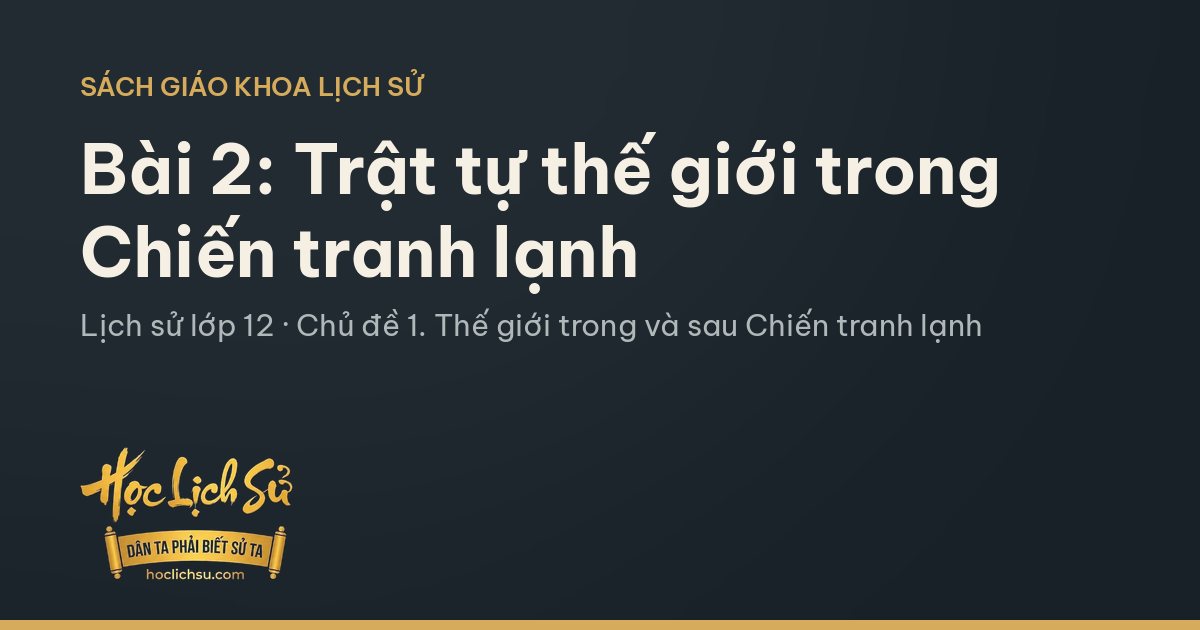 SÁCH GIÁO KHOA LỊCH SỬ
Bài 2: Trật tự thế giới trong
Chiến tranh lạnh
Lịch sử lớp 12 · Chủ đề 1. Thế giới trong và sau Chiến tranh lạnh
Học Lịch Sử
DÂN TA PHẢI BIẾT SỬ TA
hoclichsu.com